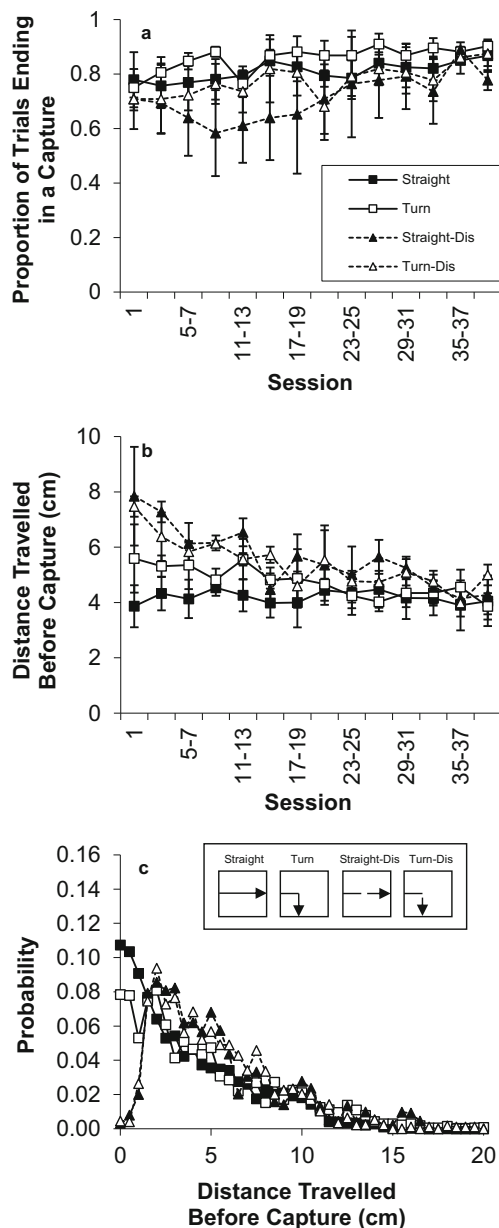 a
Proportion of Trials Ending
in a Capture
1
0.8
0.6
0.4
0.2
0
Straight
Turn
Straight-Dis
Turn-Dis
1
5-7
11-13
17-19
23-25
29-31
35-37
Session
b
Distance Travelled
Before Capture (cm)
10
8
6
4
2
0
1
5-7
11-13
17-19
23-25
29-31
35-37
Session
c
Probability
0.16
0.14
0.12
0.10
0.08
0.06
0.04
0.02
0.00
Straight Turn Straight-Dis Turn-Dis
0 5 10 15 20
Distance Travelled
Before Capture (cm)